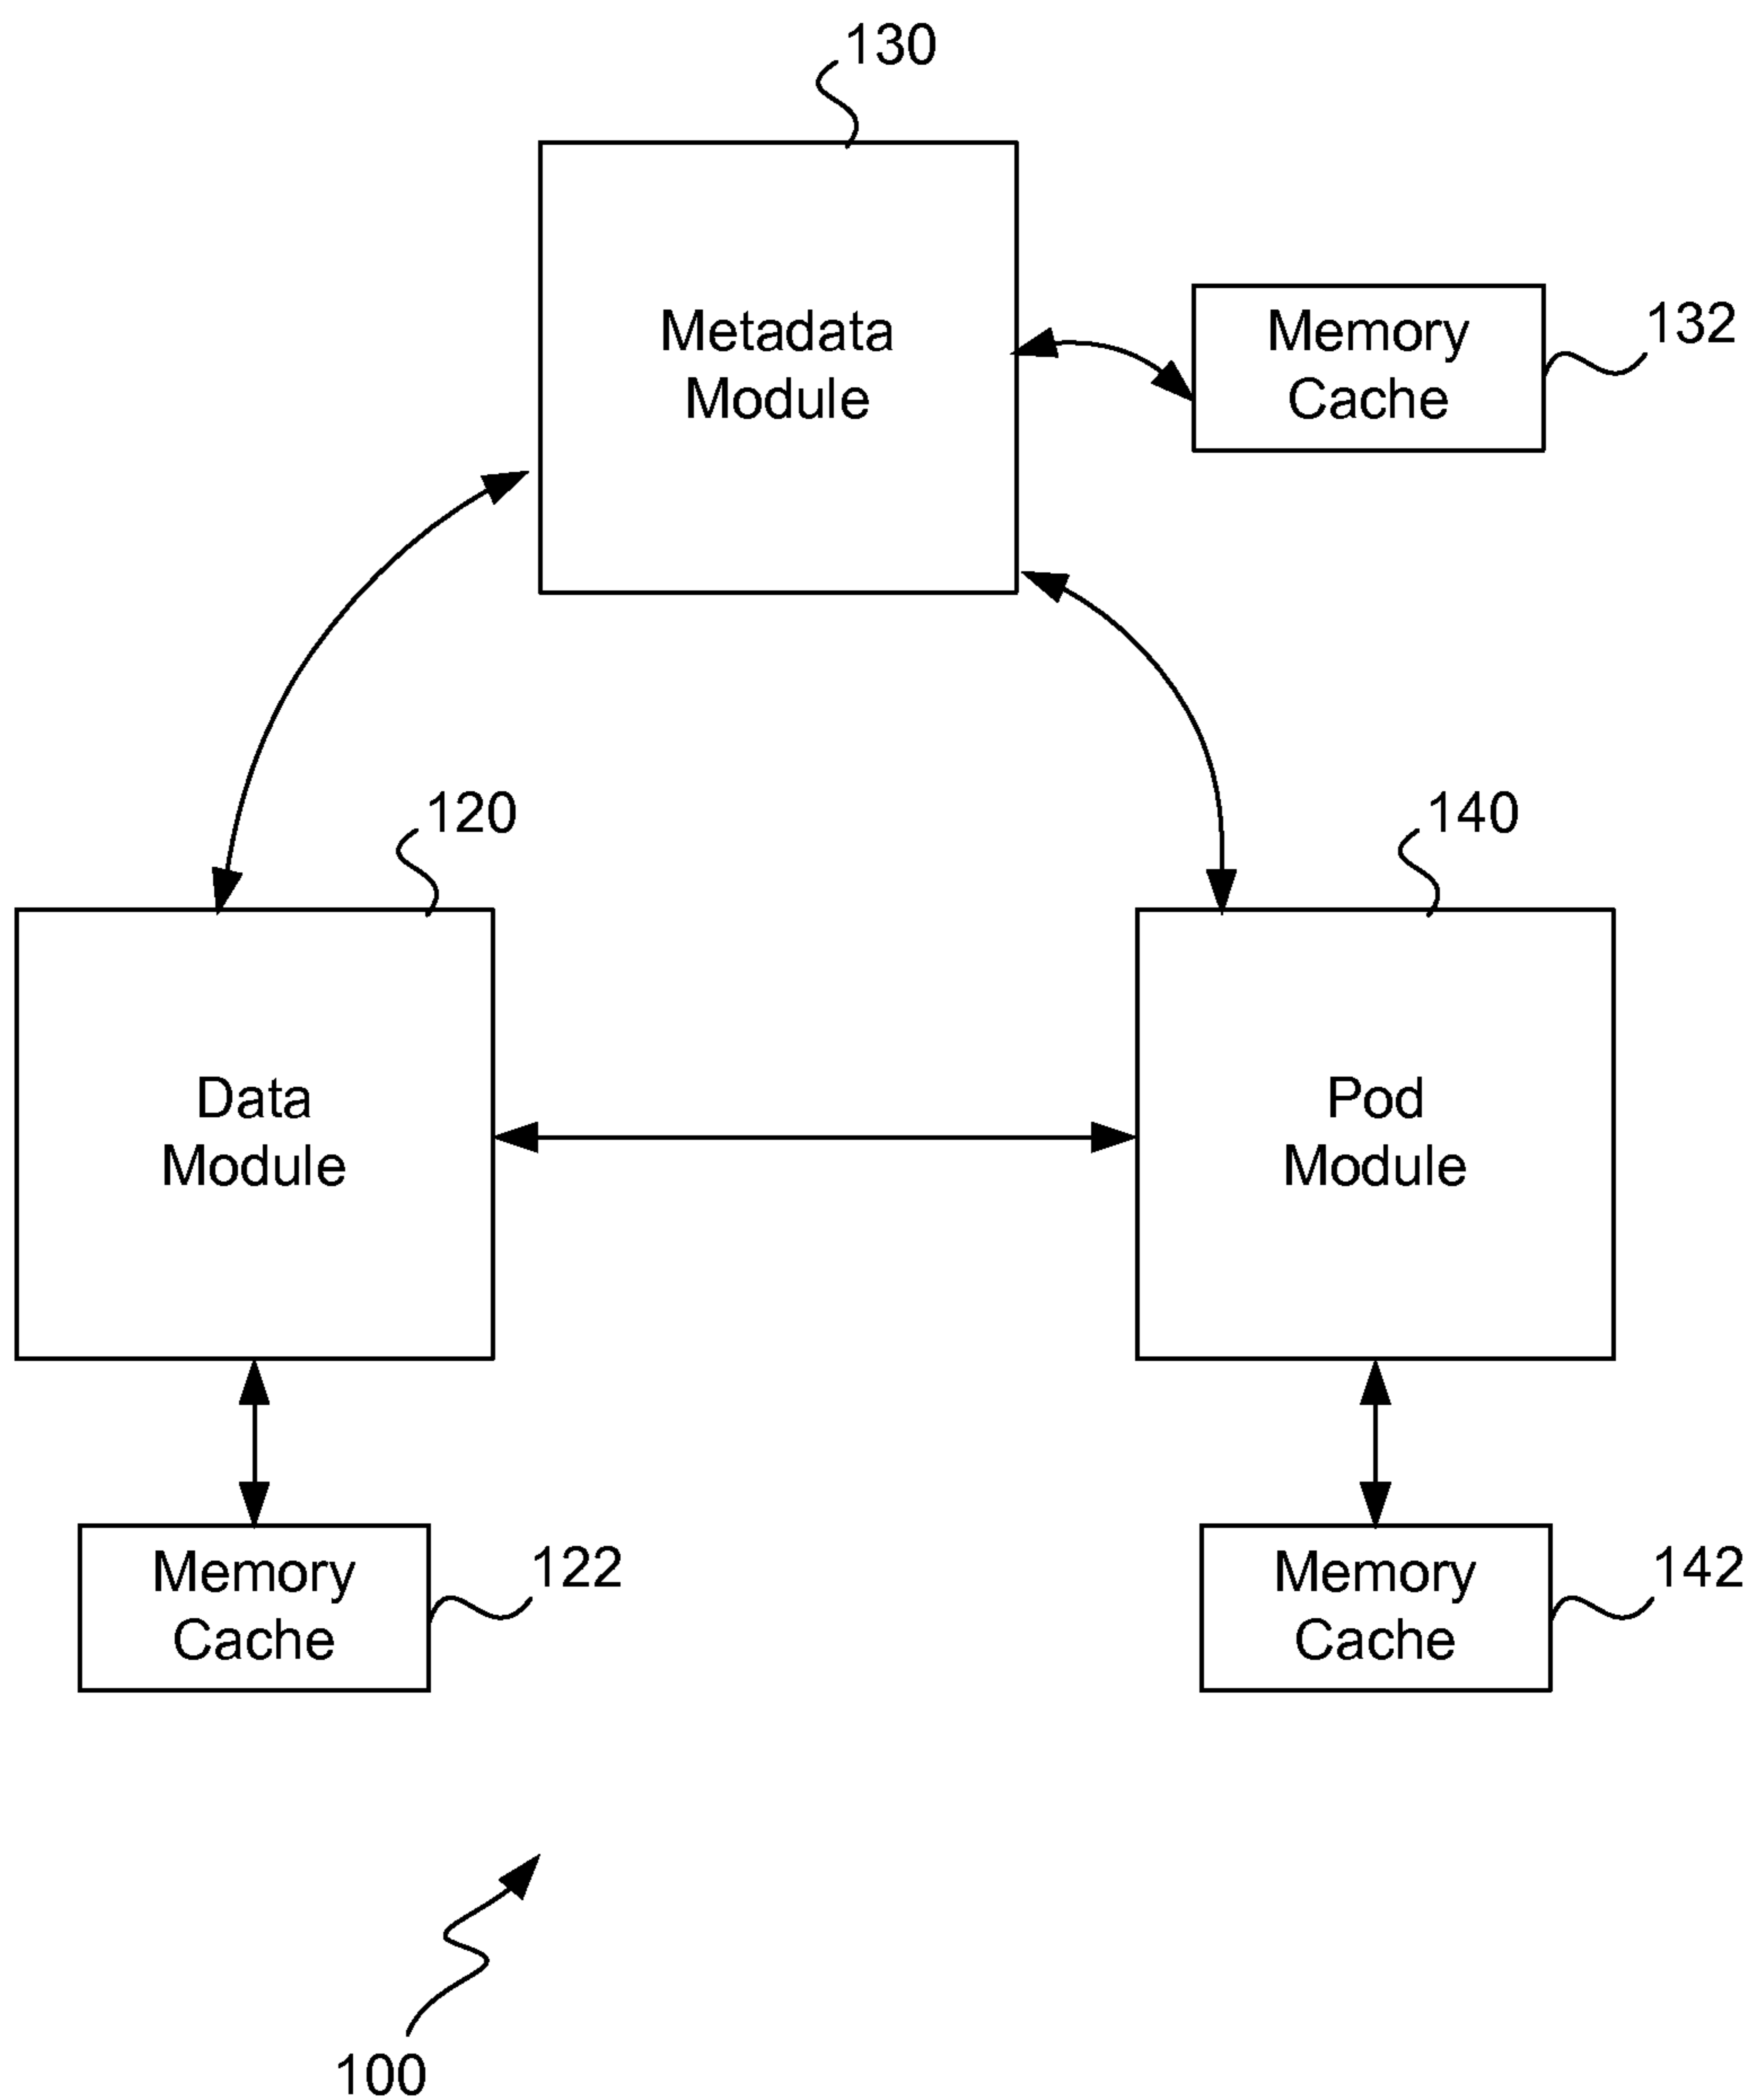 130
Metadata
Module
Memory
Cache
132
120
140
Data
Module
Pod
Module
Memory
Cache
122
Memory
Cache
142
100